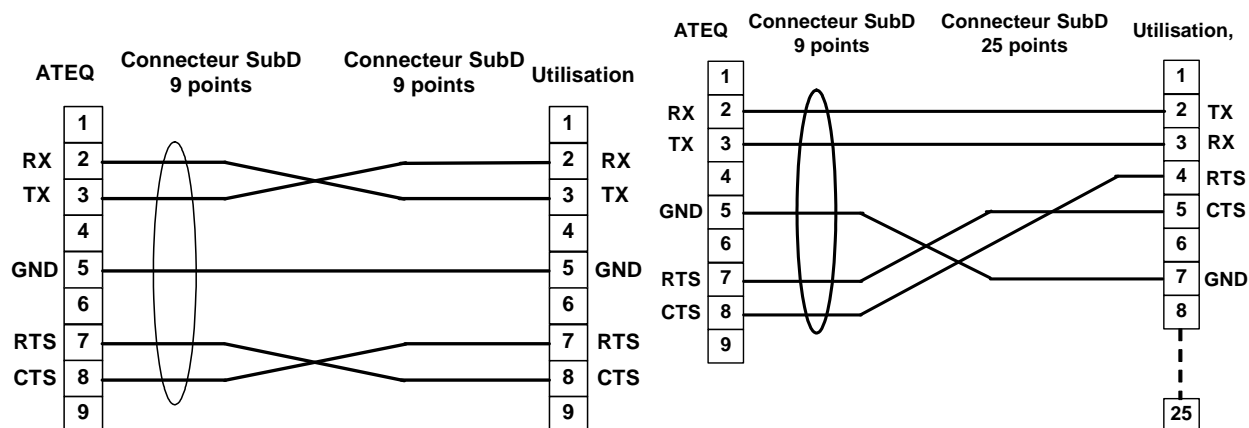 ATEQ
Connecteur SubD
9 points
Connecteur SubD
9 points
Utilisation
1
1
RX 2
2 RX
TX 3
3 TX
4
4
GND 5
5 GND
6
6
RTS 7
7 RTS
CTS 8
8 CTS
9
9
ATEQ
Connecteur SubD
9 points
Connecteur SubD
25 points
Utilisation,
1
1
RX 2
2 TX
TX 3
3 RX
4
4 RTS
GND 5
5 CTS
6
6
RTS 7
7 GND
CTS 8
8
9
25